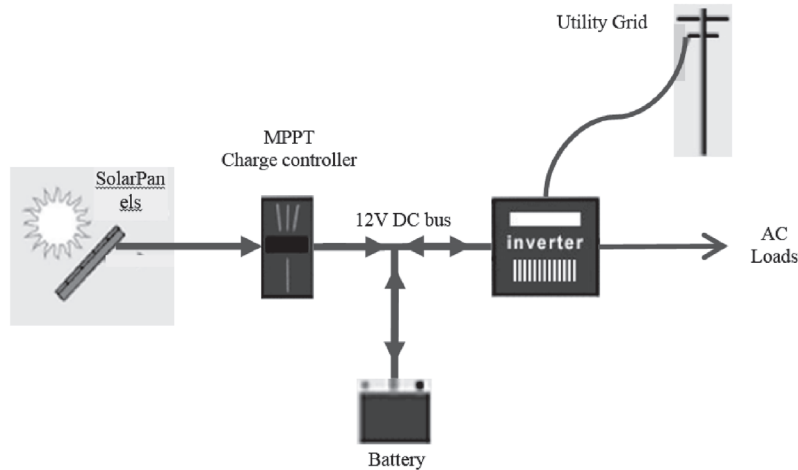 Utility Grid
MPPT
Charge controller
SolarPan
els
12V DC bus
inverter
AC
Loads
Battery